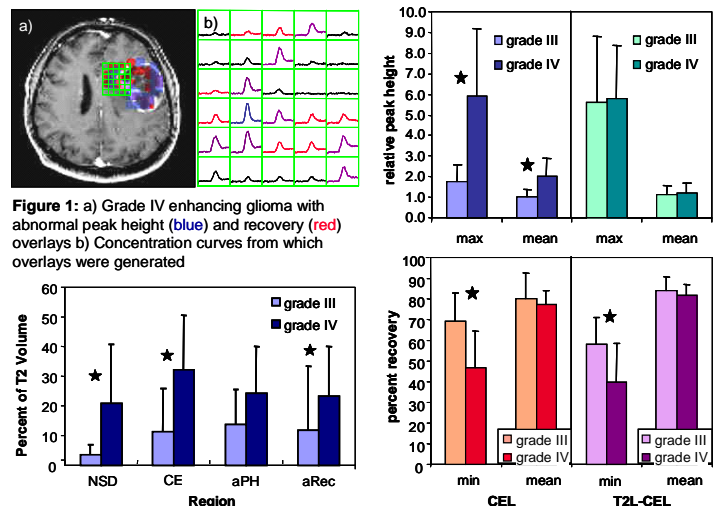 a)
b)
Figure 1: a) Grade IV enhancing glioma with
abnormal peak height (blue) and recovery (red)
overlays b) Concentration curves from which
overlays were generated
Percent of T2 Volume
60
50
40
30
20
10
0
grade III
grade IV
NSD CE aPH aRec
Region
relative peak height
10.0
9.0
8.0
7.0
6.0
5.0
4.0
3.0
2.0
1.0
0.0
grade III
grade IV
grade III
grade IV
max mean max mean
percent recovery
100
90
80
70
60
50
40
30
20
10
0
grade III
grade IV
grade III
grade IV
min mean min mean
CEL T2L-CEL